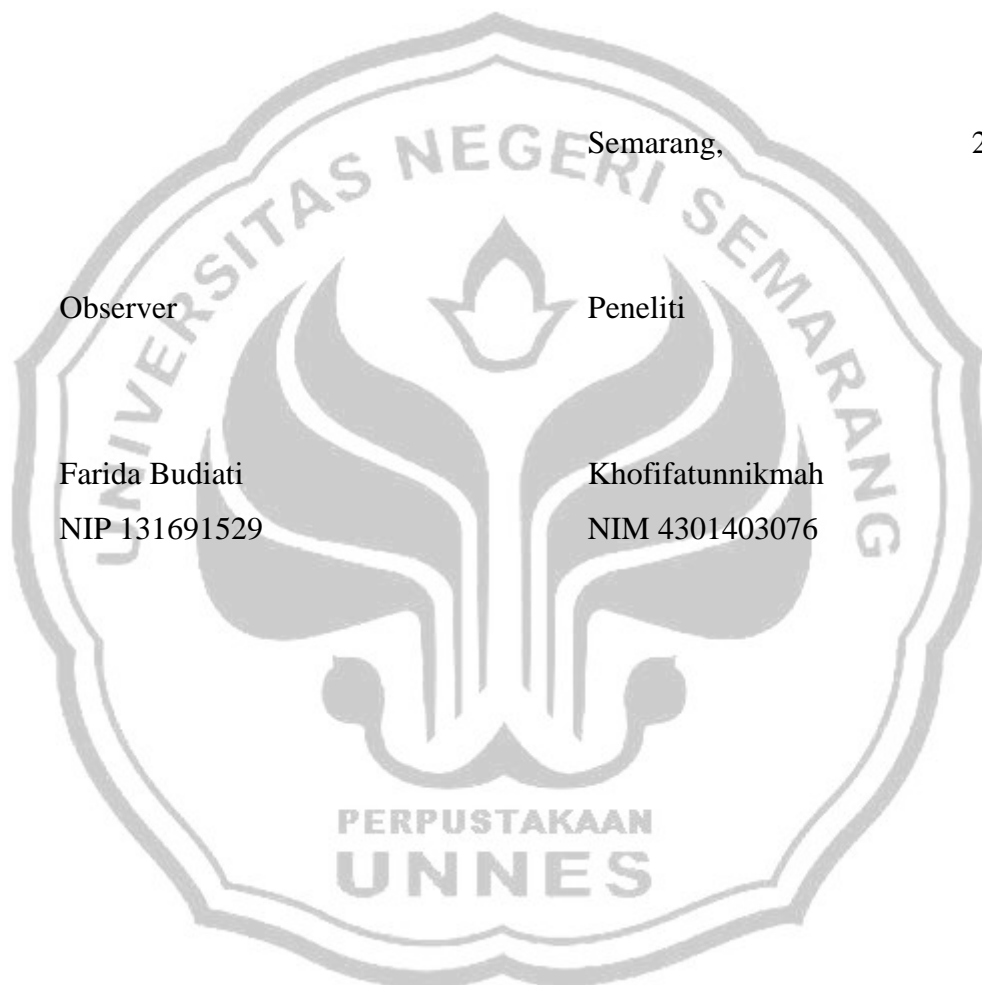 UNIVERSITAS NEGERI SEMARANG
Semarang, 2
Observer Peneliti
Farida Budiati Khofifatunnikmah
NIP 131691529 NIM 4301403076
PERPUSTAKAAN
UNNES